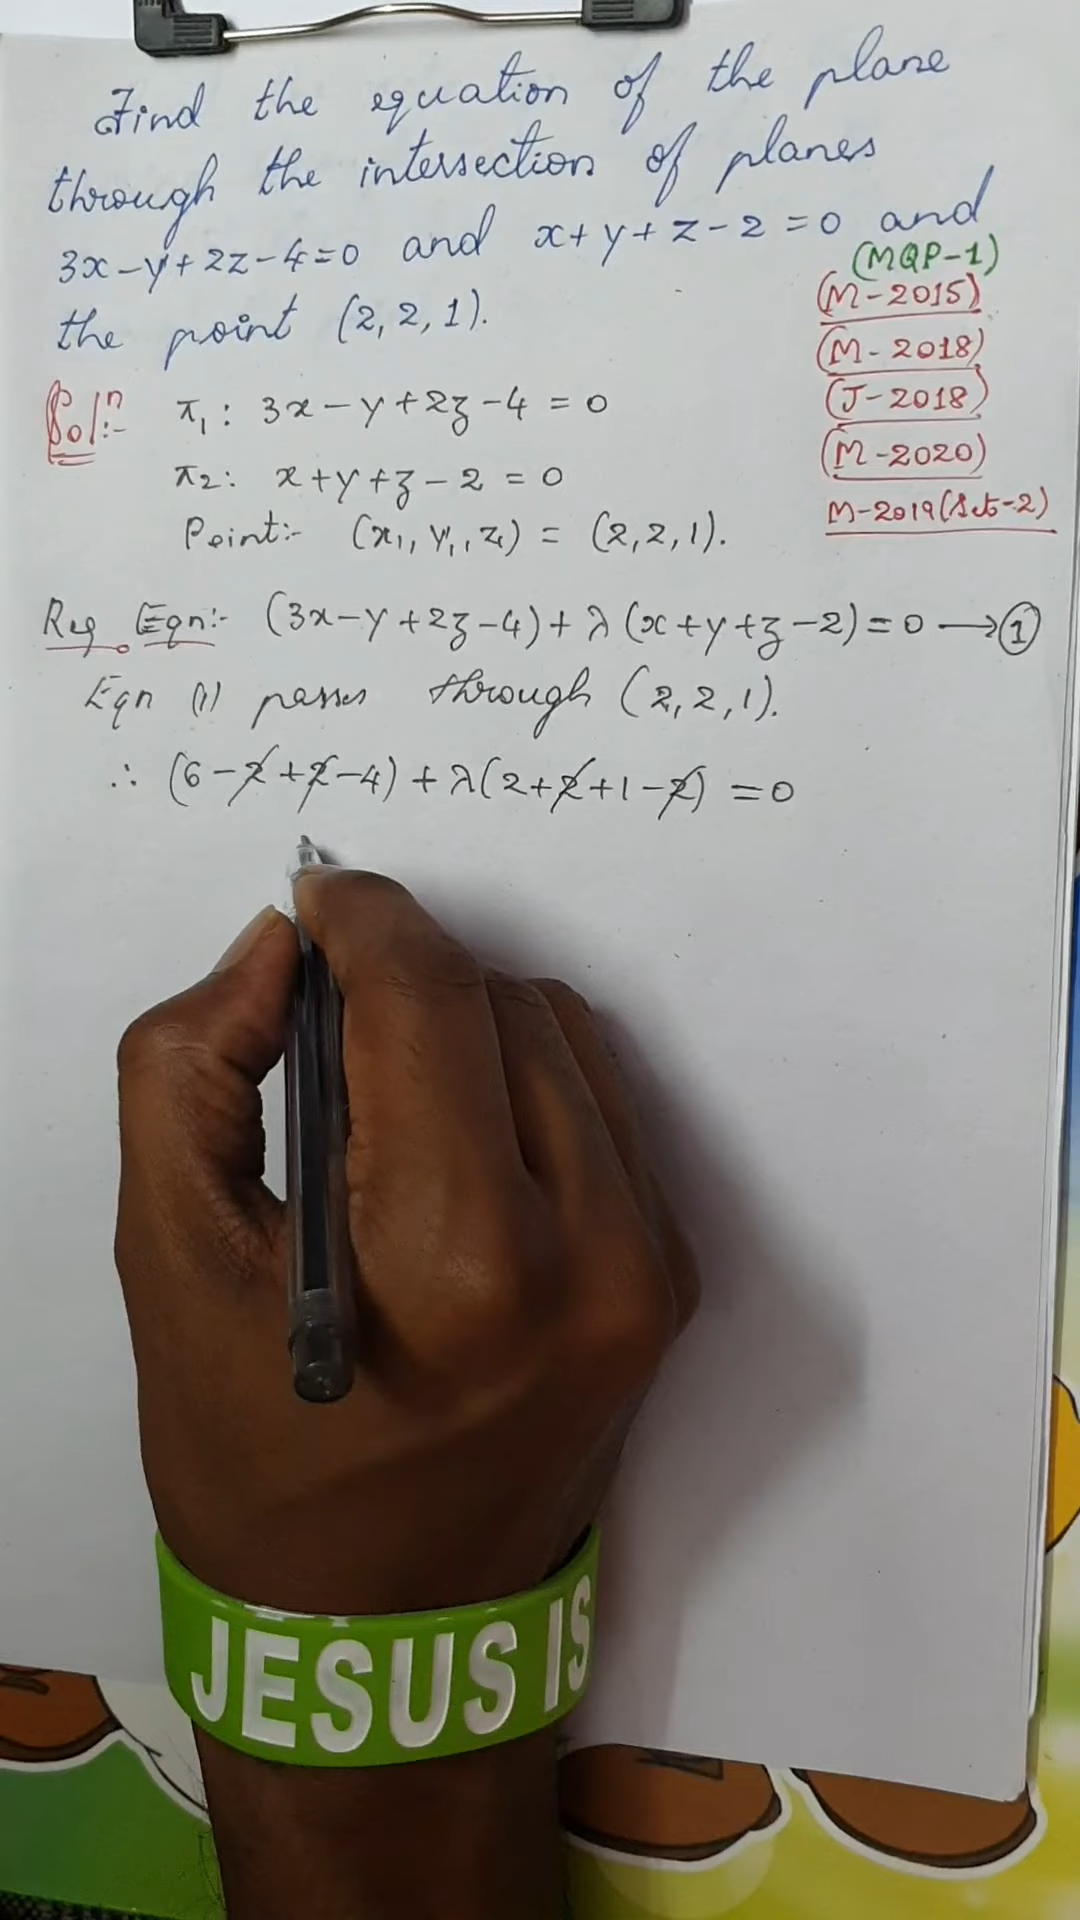 Find the equation of the plane
through the intersection of planes
3x-y+2z-4=0 and x+y+z-2=0 and
(MQP-1)
the point (2,2,1).
(M-2015)
(M-2018)
(J-2018)
(M-2020)
M-2019(Set-2)
Soln:- π₁: 3x-y+2z-4=0
π2: x+y+z-2=0
Point:- (x₁, y₁, z₁) = (2,2,1).
Req Eqn:- (3x-y+2z-4)+λ(x+y+z-2)=0 → ①
Eqn (1) passes through (2,2,1).
∴ (6-2+2-4)+λ(2+2+1-2)=0
JESUS IS